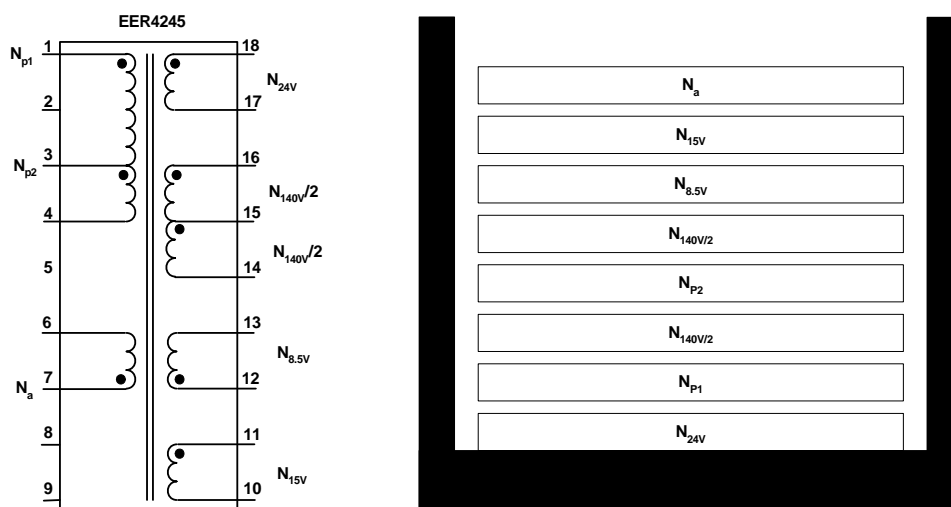 EER4245
Np1 1 18
N24V
2 17
3 16
Np2
N140V/2
4 15
N140V/2
5 14
6 13
N8.5V
7 12
Na
8 11
N15V
9 10
Na
N15V
N8.5V
N140V/2
NP2
N140V/2
NP1
N24V